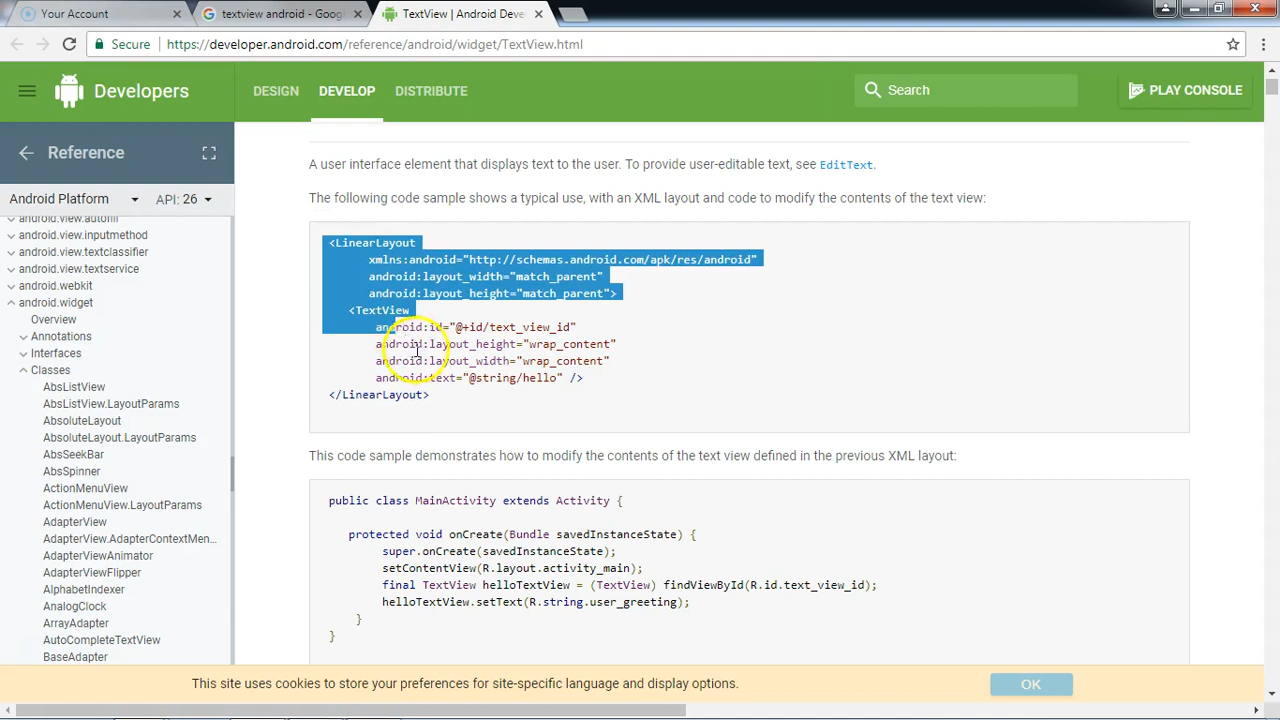 Your Account
textview android - Goog
TextView | Android Deve
Secure
https://developer.android.com/reference/android/widget/TextView.html
Developers
DESIGN
DEVELOP
DISTRIBUTE
Search
PLAY CONSOLE
Reference
Android Platform
API: 26
android.view.autofill
android.view.inputmethod
android.view.textclassifier
android.view.textservice
android.webkit
android.widget
Overview
Annotations
Interfaces
Classes
AbsListView
AbsListView.LayoutParams
AbsoluteLayout
AbsoluteLayout.LayoutParams
AbsSeekBar
AbsSpinner
ActionMenuView
ActionMenuView.LayoutParams
AdapterView
AdapterView.AdapterContextMen...
AdapterViewAnimator
AdapterViewFlipper
AlphabetIndexer
AnalogClock
ArrayAdapter
AutoCompleteTextView
BaseAdapter
A user interface element that displays text to the user. To provide user-editable text, see EditText.
The following code sample shows a typical use, with an XML layout and code to modify the contents of the text view:
<LinearLayout
xmlns:android="http://schemas.android.com/apk/res/android"
android:layout_width="match_parent"
android:layout_height="match_parent">
<TextView
android:id="@+id/text_view_id"
android:layout_height="wrap_content"
android:layout_width="wrap_content"
android:text="@string/hello" />
</LinearLayout>
This code sample demonstrates how to modify the contents of the text view defined in the previous XML layout:
public class MainActivity extends Activity {
protected void onCreate(Bundle savedInstanceState) {
super.onCreate(savedInstanceState);
setContentView(R.layout.activity_main);
final TextView helloTextView = (TextView) findViewById(R.id.text_view_id);
helloTextView.setText(R.string.user_greeting);
}
}
This site uses cookies to store your preferences for site-specific language and display options.
OK